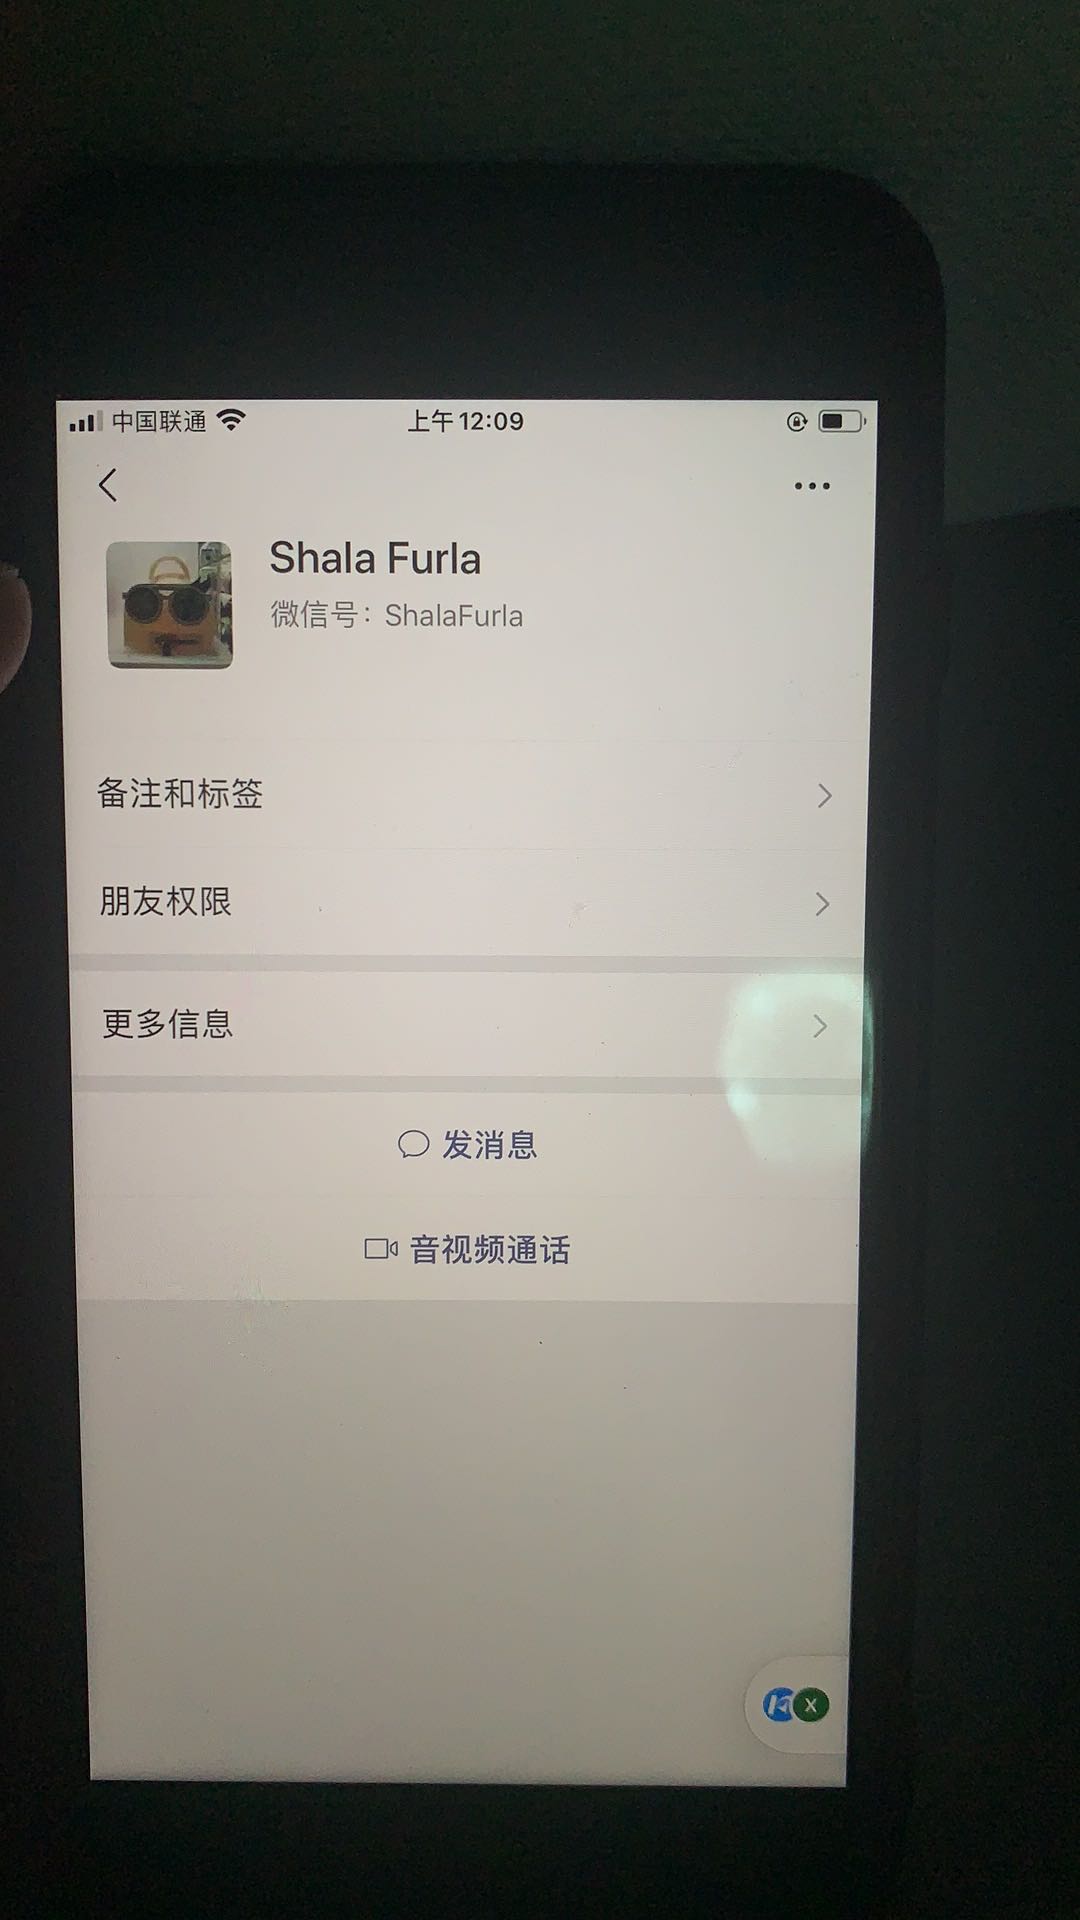 中国联通 上午12:09
Shala Furla
微信号：ShalaFurla
备注和标签
朋友权限
更多信息
发消息
音视频通话
X